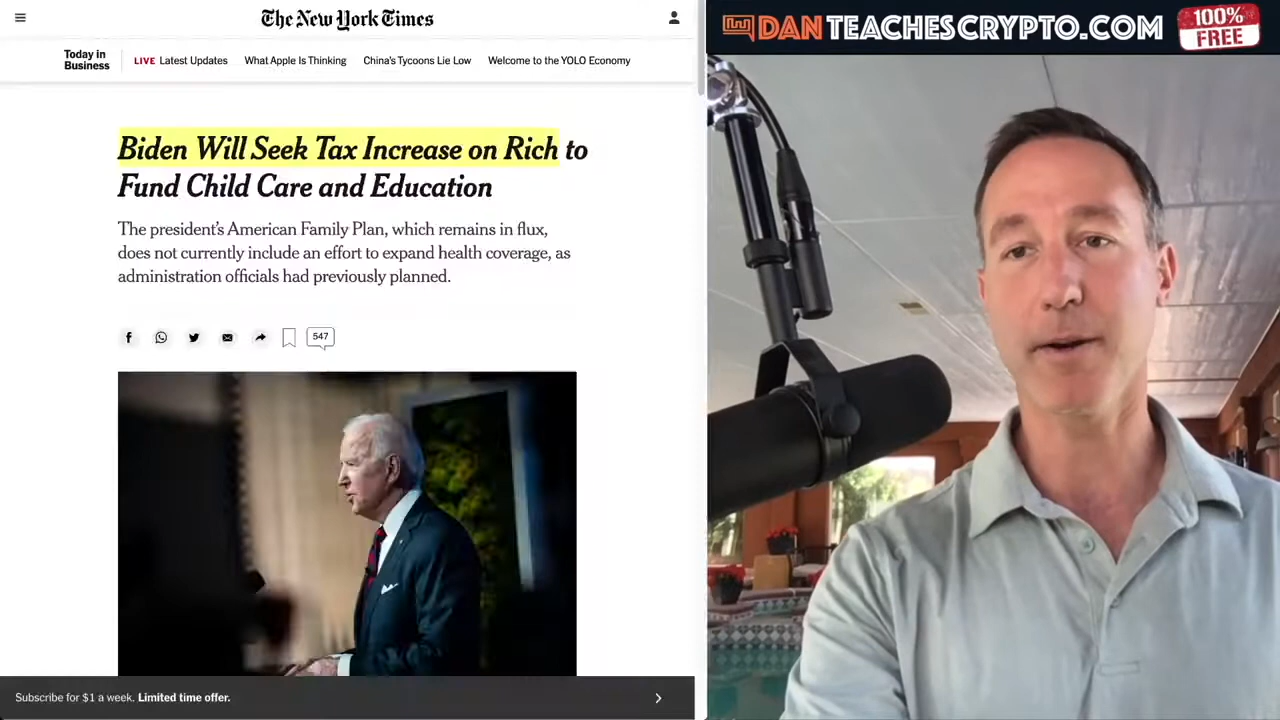 The New York Times
DANTEACHESCRYPTO.COM
100%
FREE
Today in
Business
LIVE Latest Updates
What Apple Is Thinking
China's Tycoons Lie Low
Welcome to the YOLO Economy
Biden Will Seek Tax Increase on Rich to
Fund Child Care and Education
The president's American Family Plan, which remains in flux,
does not currently include an effort to expand health coverage, as
administration officials had previously planned.
547
Subscribe for $1 a week. Limited time offer.